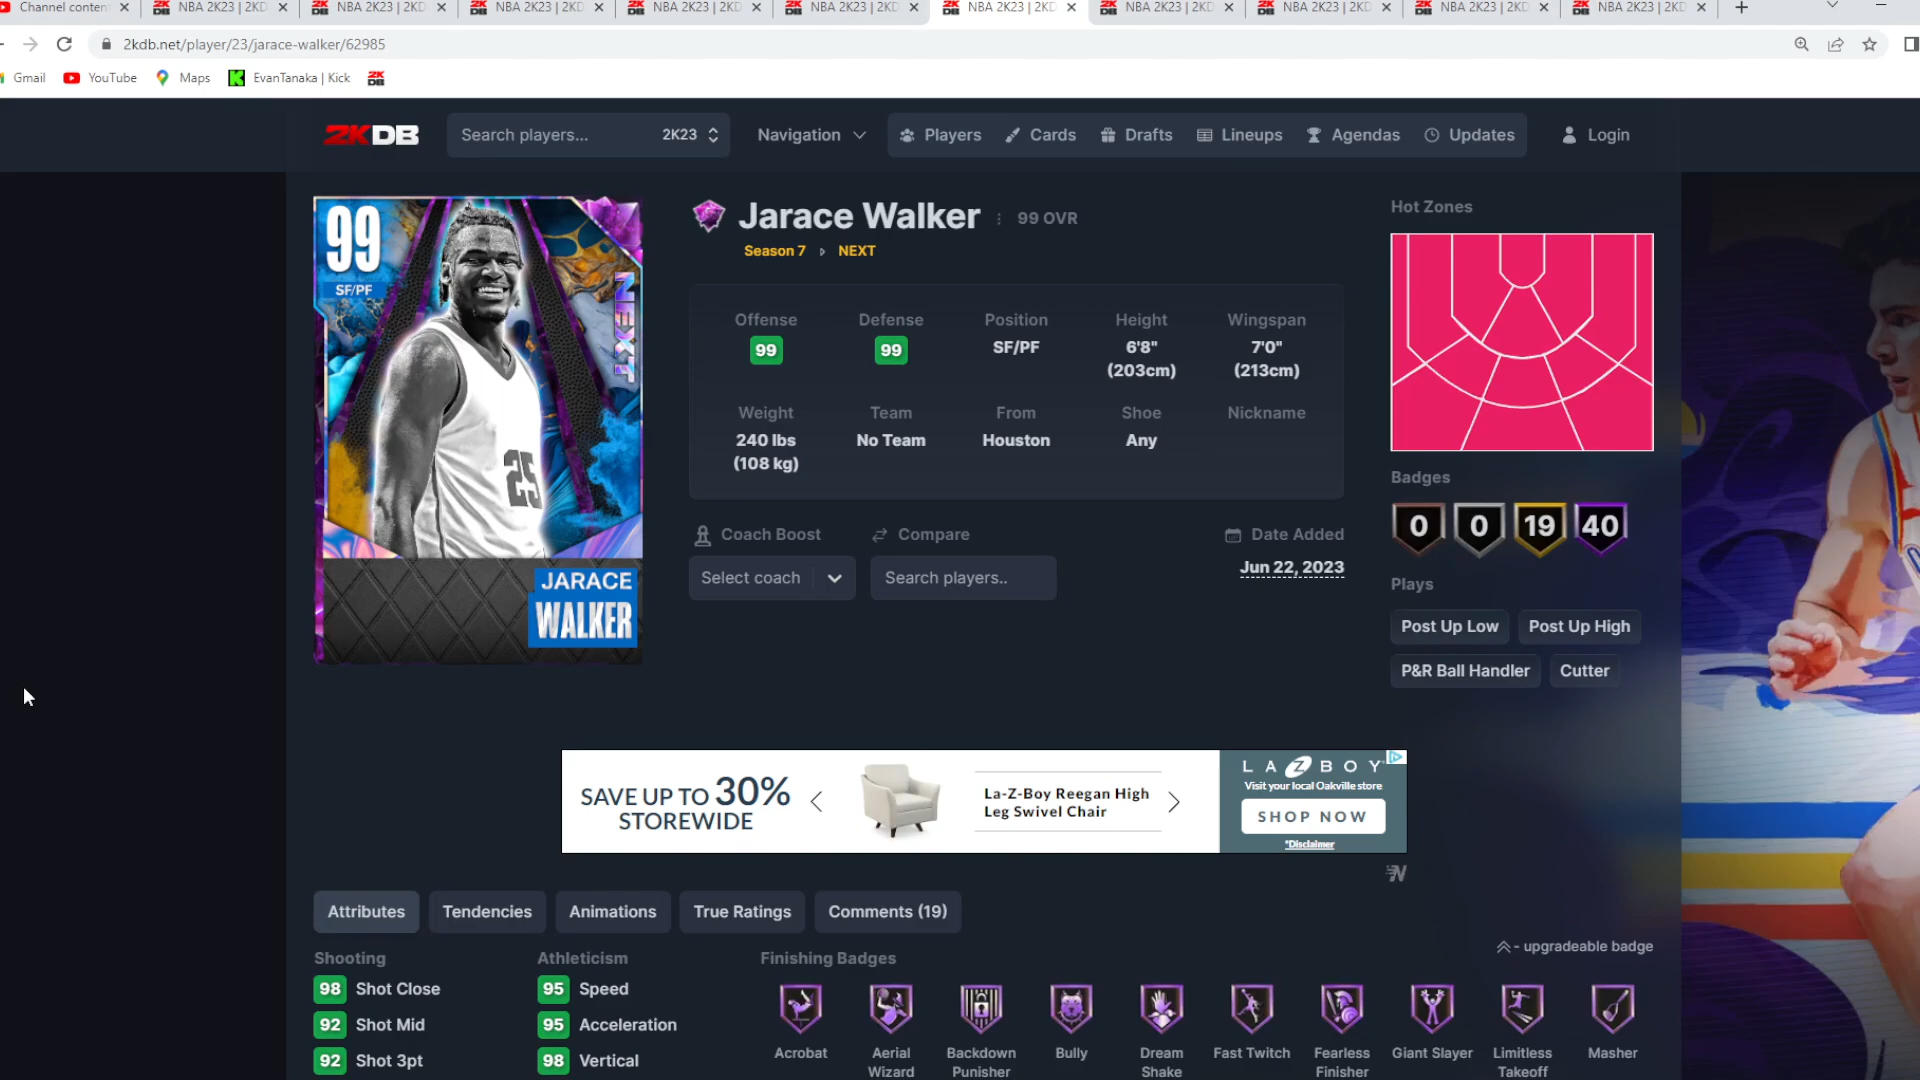 Channel conten
NBA 2K23 | 2KD
NBA 2K23 | 2KD
NBA 2K23 | 2KD
NBA 2K23 | 2KD
NBA 2K23 | 2KD
NBA 2K23 | 2KD
NBA 2K23 | 2KD
NBA 2K23 | 2KD
NBA 2K23 | 2KD
NBA 2K23 | 2KD
2kdb.net/player/23/jarace-walker/62985
Gmail
YouTube
Maps
EvanTanaka | Kick
2K DB
2KDB
Search players...
2K23
Navigation
Players
Cards
Drafts
Lineups
Agendas
Updates
Login
99
SF/PF
NEXT
25
JARACE
WALKER
Jarace Walker : 99 OVR
Season 7 NEXT
Offense Defense Position Height Wingspan
99 99 SF/PF 6'8" 7'0"
(203cm) (213cm)
Weight Team From Shoe Nickname
240 lbs No Team Houston Any
(108 kg)
Coach Boost
Compare
Date Added
Select coach
Search players..
Jun 22, 2023
Hot Zones
Badges
0 0 19 40
Plays
Post Up Low
Post Up High
P&R Ball Handler
Cutter
SAVE UP TO 30%
STOREWIDE
La-Z-Boy Reegan High
Leg Swivel Chair
LA Z BOY
Visit your local Oakville store
SHOP NOW
*Disclaimer
Attributes
Tendencies
Animations
True Ratings
Comments (19)
- upgradeable badge
Shooting
98 Shot Close
92 Shot Mid
92 Shot 3pt
Athleticism
95 Speed
95 Acceleration
98 Vertical
Finishing Badges
Acrobat
Aerial
Wizard
Backdown
Punisher
Bully
Dream
Shake
Fast Twitch
Fearless
Finisher
Giant Slayer
Limitless
Takeoff
Masher